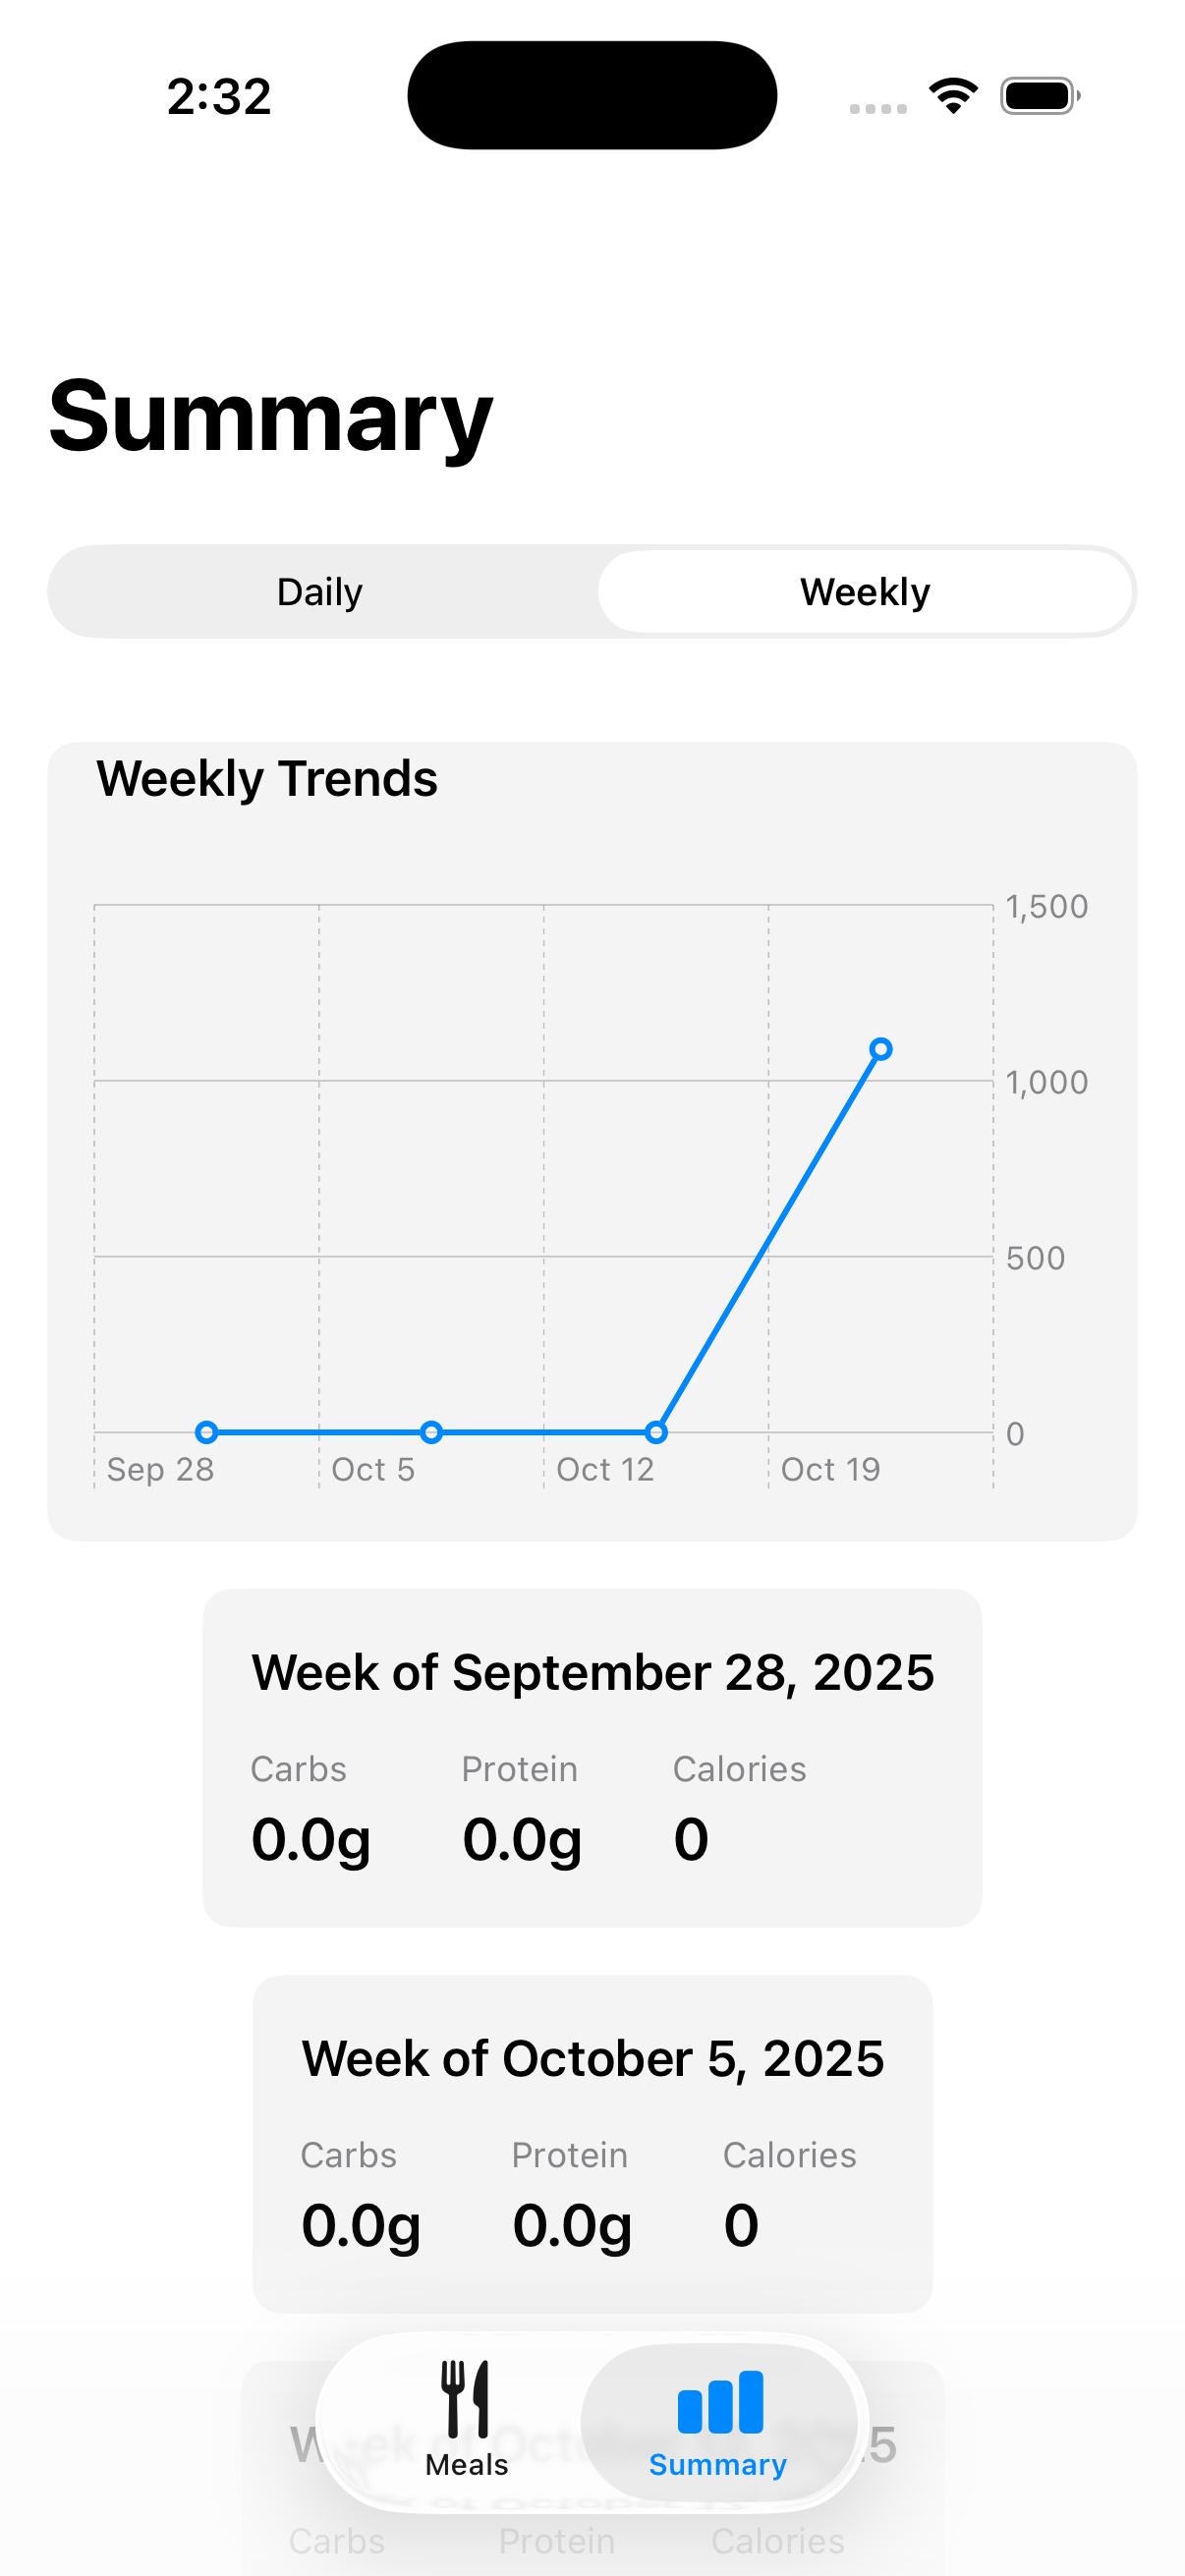 2:32
Summary
Daily Weekly
Weekly Trends
1,500
1,000
500
0
Sep 28 Oct 5 Oct 12 Oct 19
Week of September 28, 2025
Carbs Protein Calories
0.0g 0.0g 0
Week of October 5, 2025
Carbs Protein Calories
0.0g 0.0g 0
Meals Summary
Carbs Protein Calories